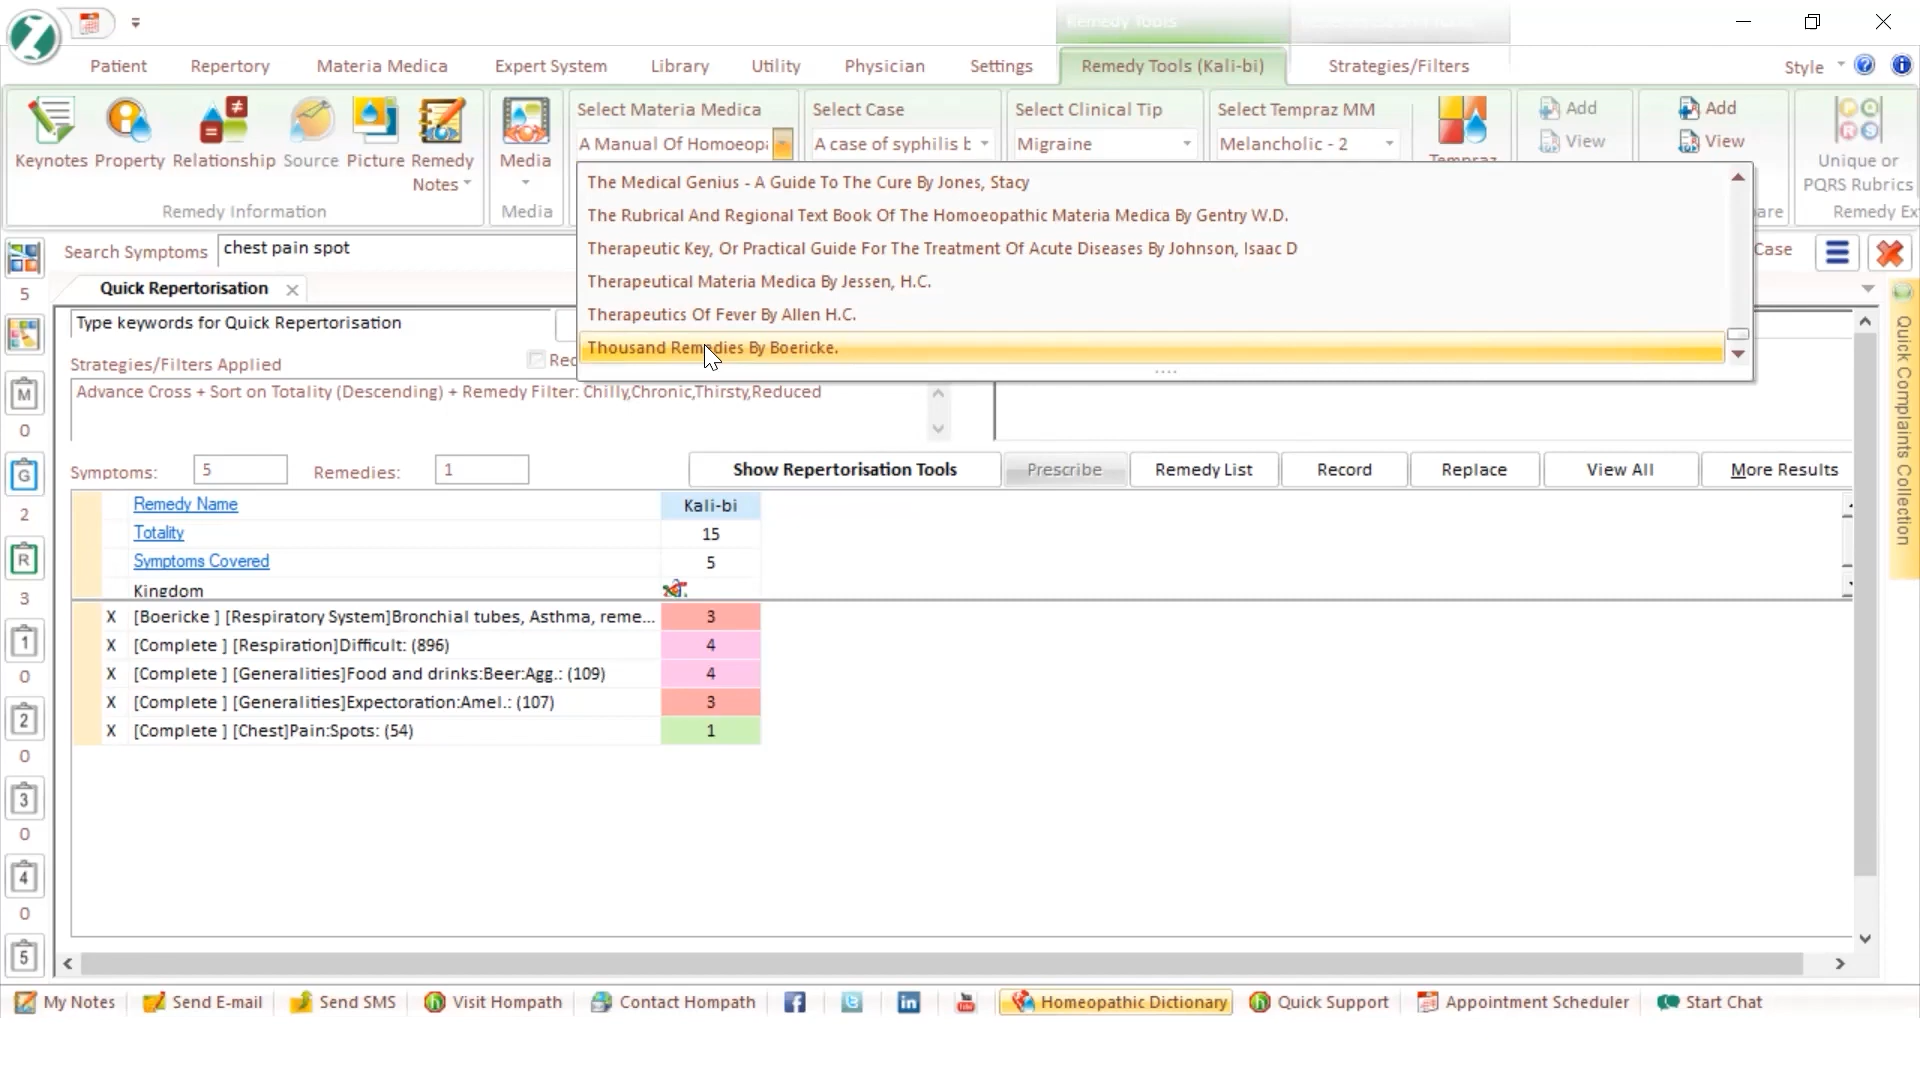 Remedy Tools
Patient Repertory Materia Medica Expert System Library Utility Physician Settings Remedy Tools (Kali-bi) Strategies/Filters Style
Select Materia Medica Select Case Select Clinical Tip Select Tempraz MM Add Add
A Manual Of Homoeopa A case of syphilis b Migraine Melancholic - 2 View View
Keynotes Property Relationship Source Picture Remedy Notes Media Tempraz Unique or
PQRS Rubrics
Remedy Information Media are Remedy Ex
The Medical Genius - A Guide To The Cure By Jones, Stacy
The Rubrical And Regional Text Book Of The Homoeopathic Materia Medica By Gentry W.D.
Therapeutic Key, Or Practical Guide For The Treatment Of Acute Diseases By Johnson, Isaac D
Therapeutical Materia Medica By Jessen, H.C.
Therapeutics Of Fever By Allen H.C.
Thousand Remedies By Boericke.
Search Symptoms chest pain spot Case
Quick Repertorisation
Type keywords for Quick Repertorisation
Strategies/Filters Applied Rec
Advance Cross + Sort on Totality (Descending) + Remedy Filter: Chilly,Chronic,Thirsty,Reduced
Symptoms: 5 Remedies: 1 Show Repertorisation Tools Prescribe Remedy List Record Replace View All More Results
Remedy Name Kali-bi
Totality 15
Symptoms Covered 5
Kingdom
X [Boericke ] [Respiratory System]Bronchial tubes, Asthma, reme... 3
X [Complete ] [Respiration]Difficult: (896) 4
X [Complete ] [Generalities]Food and drinks:Beer:Agg.: (109) 4
X [Complete ] [Generalities]Expectoration:Amel.: (107) 3
X [Complete ] [Chest]Pain:Spots: (54) 1
5
M
0
G
2
R
3
1
0
2
0
3
0
4
0
5
Quick Complaints Collection
My Notes Send E-mail Send SMS Visit Hompath Contact Hompath Homeopathic Dictionary Quick Support Appointment Scheduler Start Chat